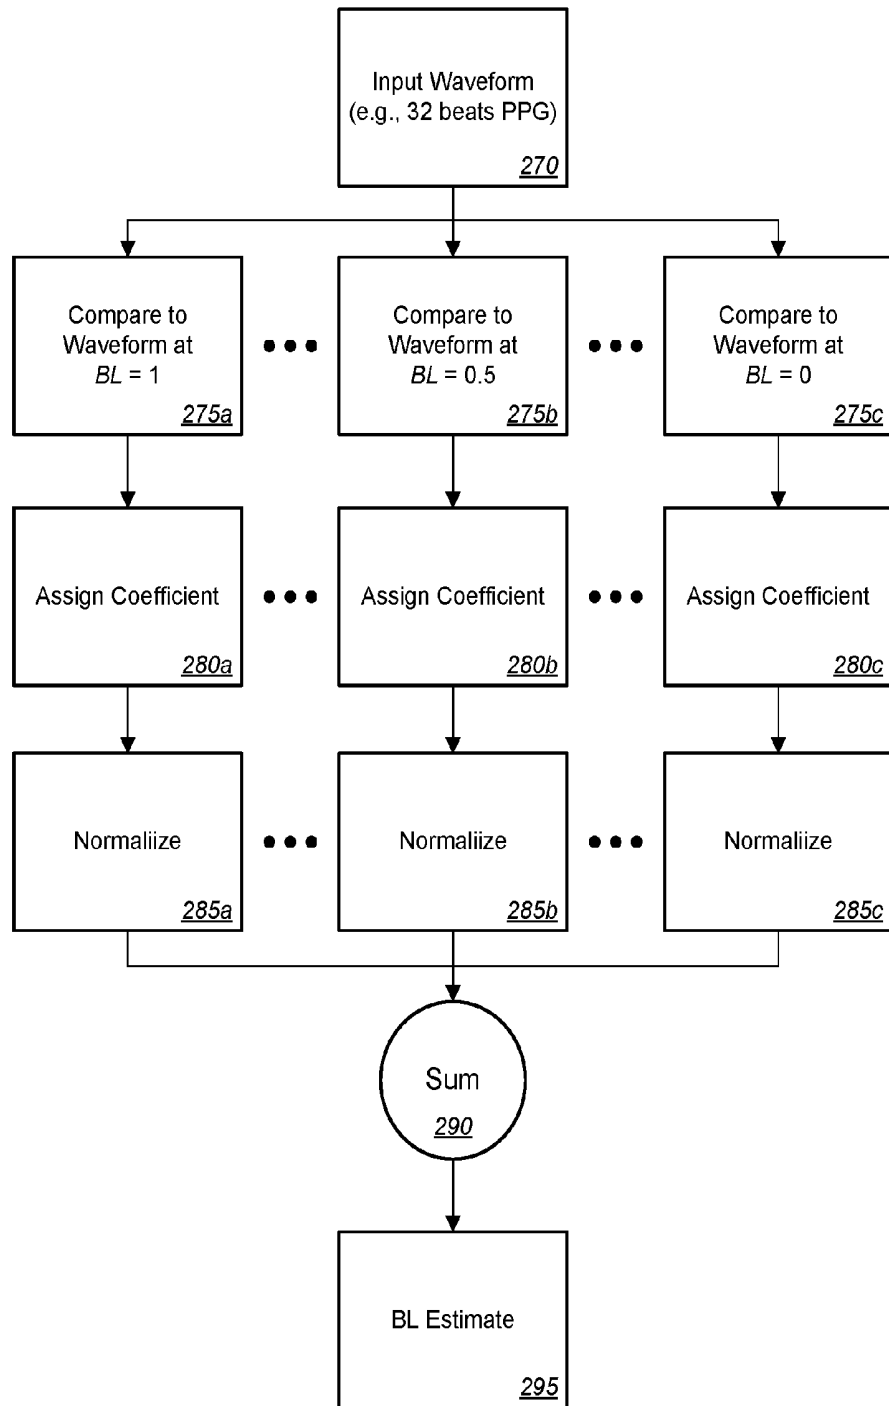 Input Waveform
(e.g., 32 beats PPG)
270
Compare to
Waveform at
BL = 1
275a
Compare to
Waveform at
BL = 0.5
275b
Compare to
Waveform at
BL = 0
275c
Assign Coefficient
280a
Assign Coefficient
280b
Assign Coefficient
280c
Normaliize
285a
Normaliize
285b
Normaliize
285c
Sum
290
BL Estimate
295